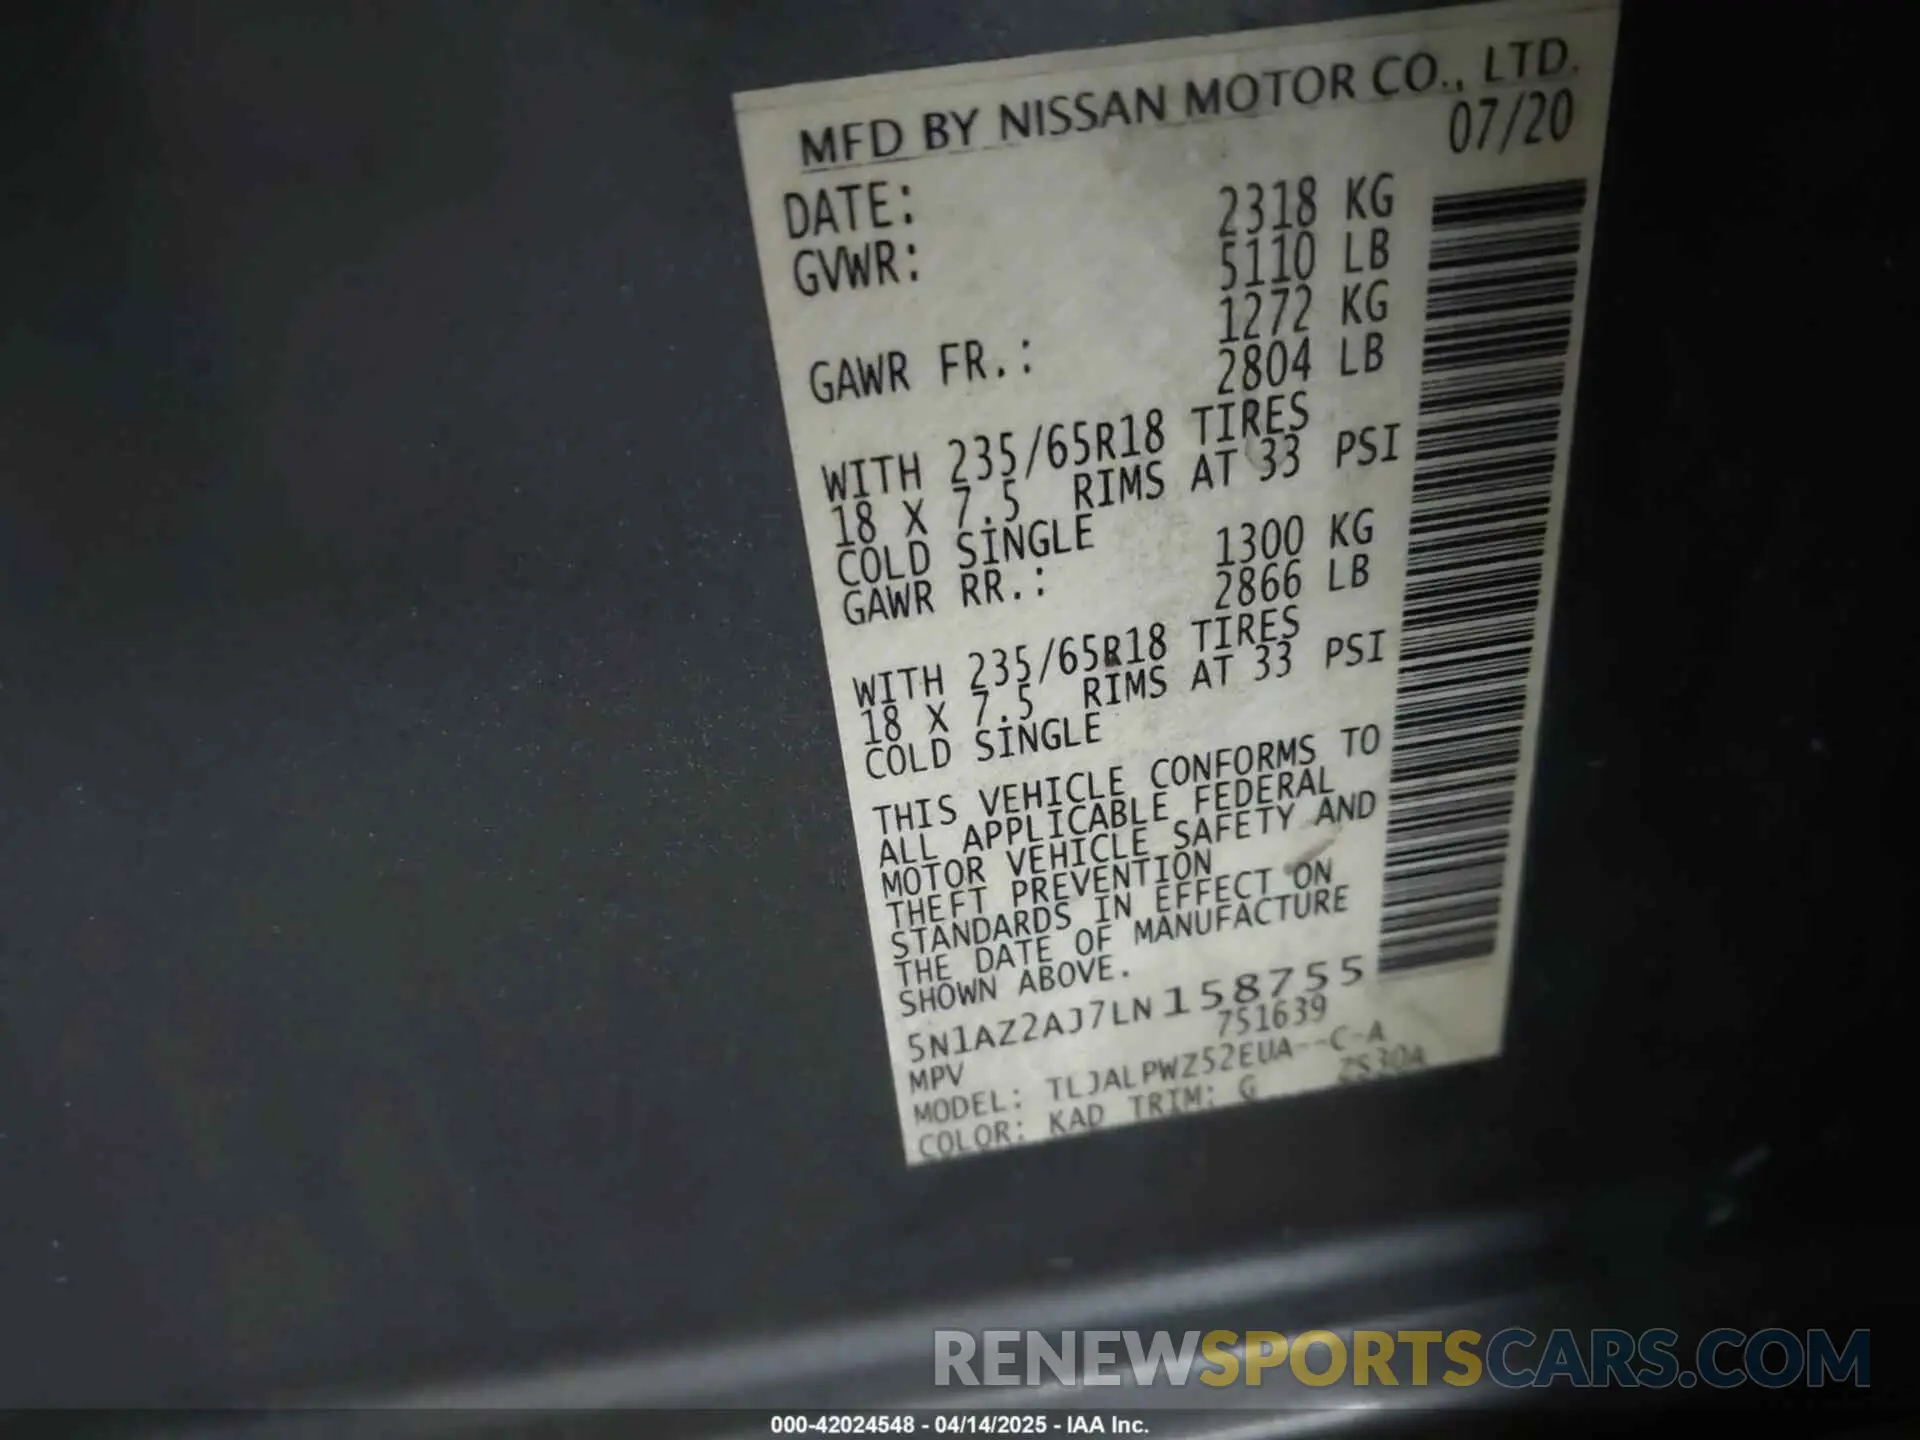 MFD BY NISSAN MOTOR CO., LTD.
DATE: 07/20
GVWR: 2318 KG
5110 LB
GAWR FR.: 1272 KG
2804 LB
WITH 235/65R18 TIRES
18 X 7.5 RIMS AT 33 PSI
COLD SINGLE
GAWR RR.: 1300 KG
2866 LB
WITH 235/65R18 TIRES
18 X 7.5 RIMS AT 33 PSI
COLD SINGLE
THIS VEHICLE CONFORMS TO
ALL APPLICABLE FEDERAL
MOTOR VEHICLE SAFETY AND
THEFT PREVENTION
STANDARDS IN EFFECT ON
THE DATE OF MANUFACTURE
SHOWN ABOVE.
5N1AZ2AJ7LN158755
MPV 751639
MODEL: TLJALPWZ52EUA--C-A
COLOR: KAD TRIM: G ZS30A
RENEWSPORTSCARS.COM
000-42024548 - 04/14/2025 - IAA Inc.